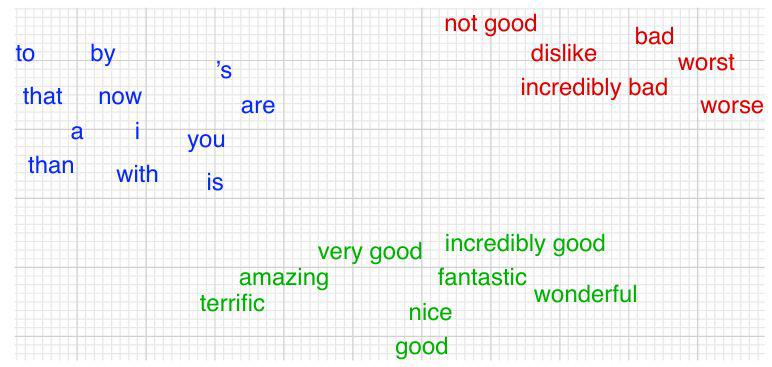 not good
bad
to by
dislike
worst
's
incredibly bad
that now
are
worse
a i
you
than
with
is
incredibly good
very good
amazing
fantastic
wonderful
terrific
nice
good